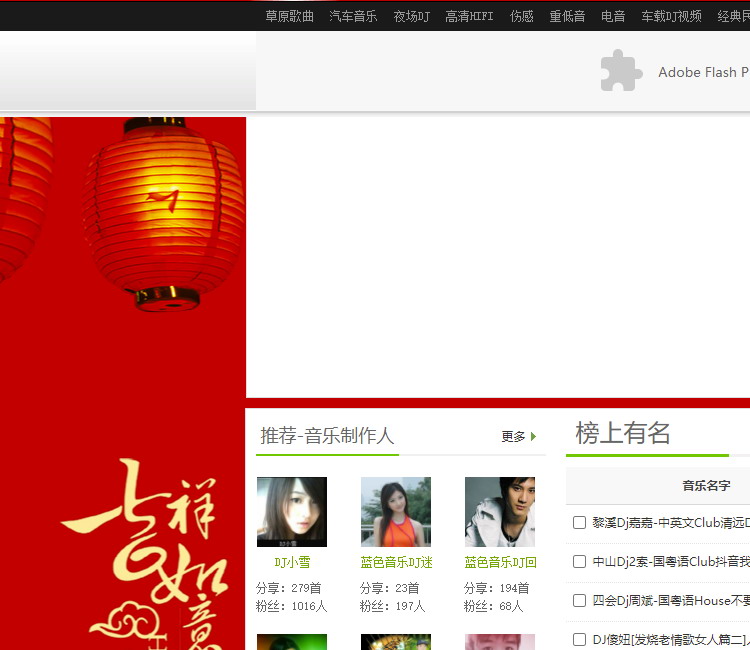 草原歌曲 汽车音乐 夜场DJ 高清HIFI 伤感 重低音 电音 车载DJ视频 经典民
Adobe Flash P
吉祥如意
推荐-音乐制作人 更多
DJ小雪 蓝色音乐DJ迷 蓝色音乐DJ回
分享：279首 分享：23首 分享：194首
粉丝：1016人 粉丝：197人 粉丝：68人
榜上有名
音乐名字
黎溪Dj嘉嘉-中英文Club清远D
中山Dj2索-国粤语Club抖音我
四会Dj周斌-国粤语House不要
DJ傻妞[发烧老情歌女人篇二]